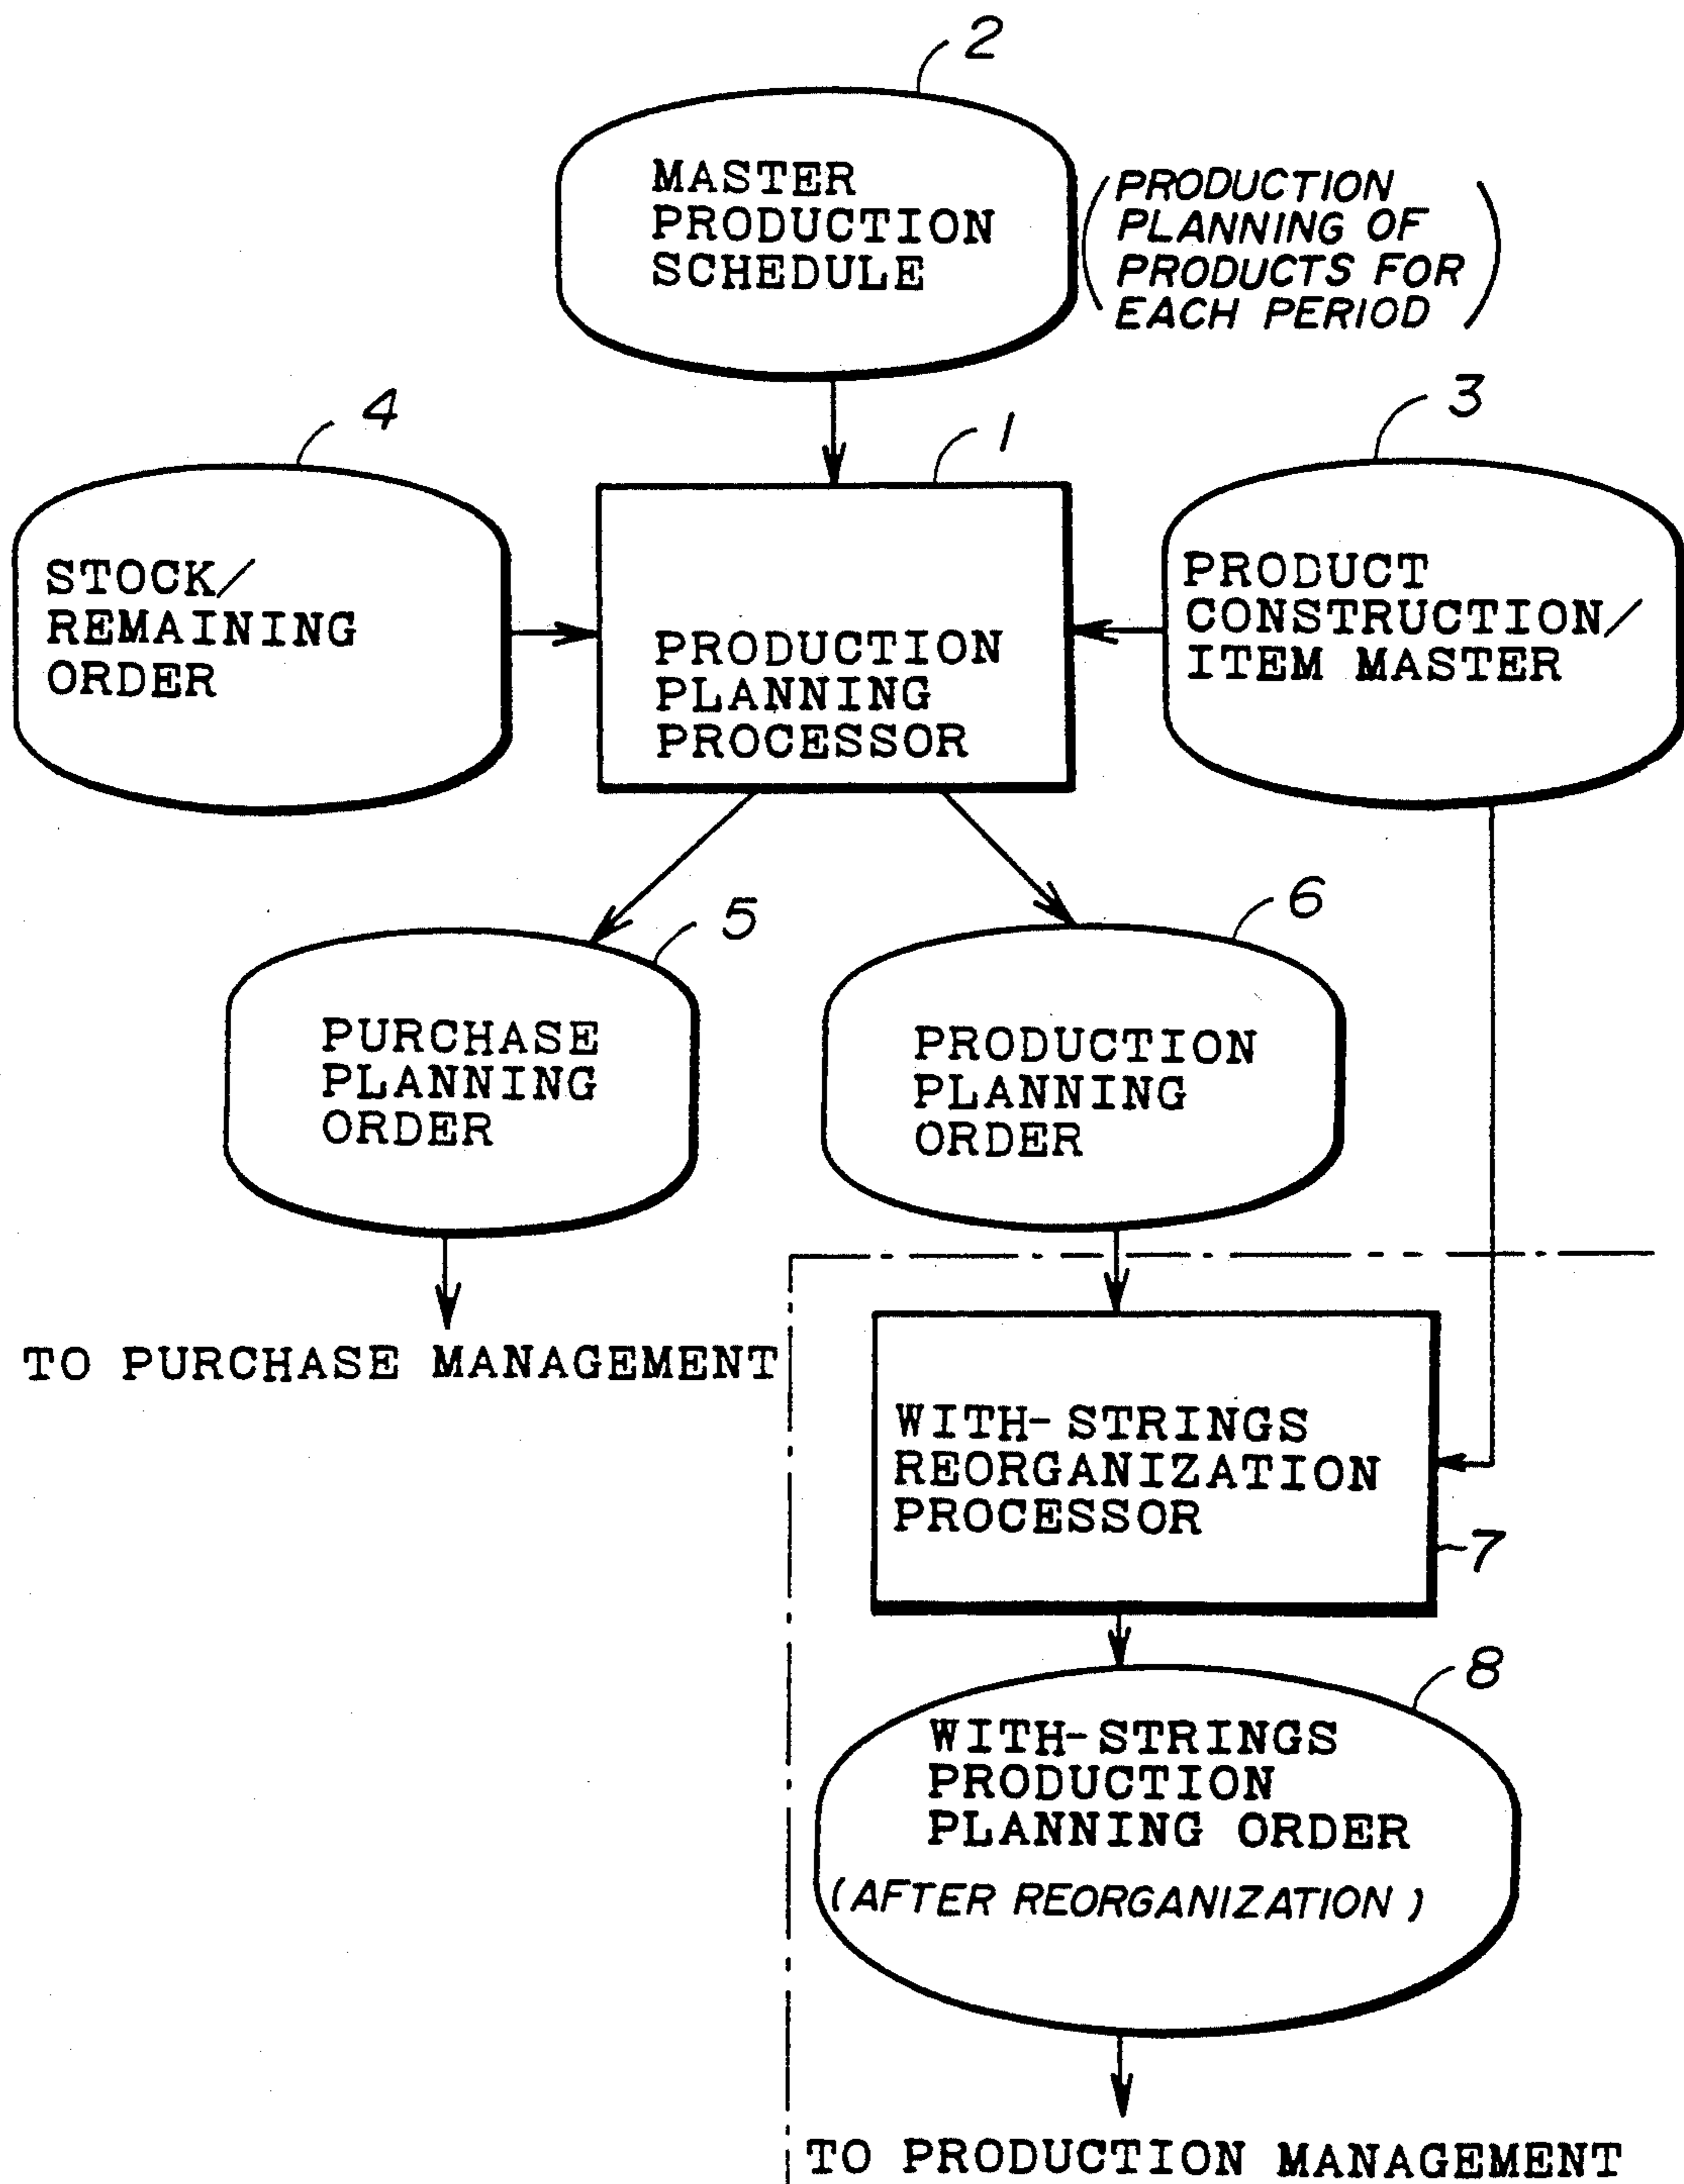 2
MASTER
PRODUCTION
SCHEDULE
(PRODUCTION
PLANNING OF
PRODUCTS FOR
EACH PERIOD)
4
1
3
STOCK/
REMAINING
ORDER
PRODUCTION
PLANNING
PROCESSOR
PRODUCT
CONSTRUCTION/
ITEM MASTER
5
6
PURCHASE
PLANNING
ORDER
PRODUCTION
PLANNING
ORDER
TO PURCHASE MANAGEMENT
WITH-STRINGS
REORGANIZATION
PROCESSOR
7
8
WITH-STRINGS
PRODUCTION
PLANNING ORDER
(AFTER REORGANIZATION)
TO PRODUCTION MANAGEMENT